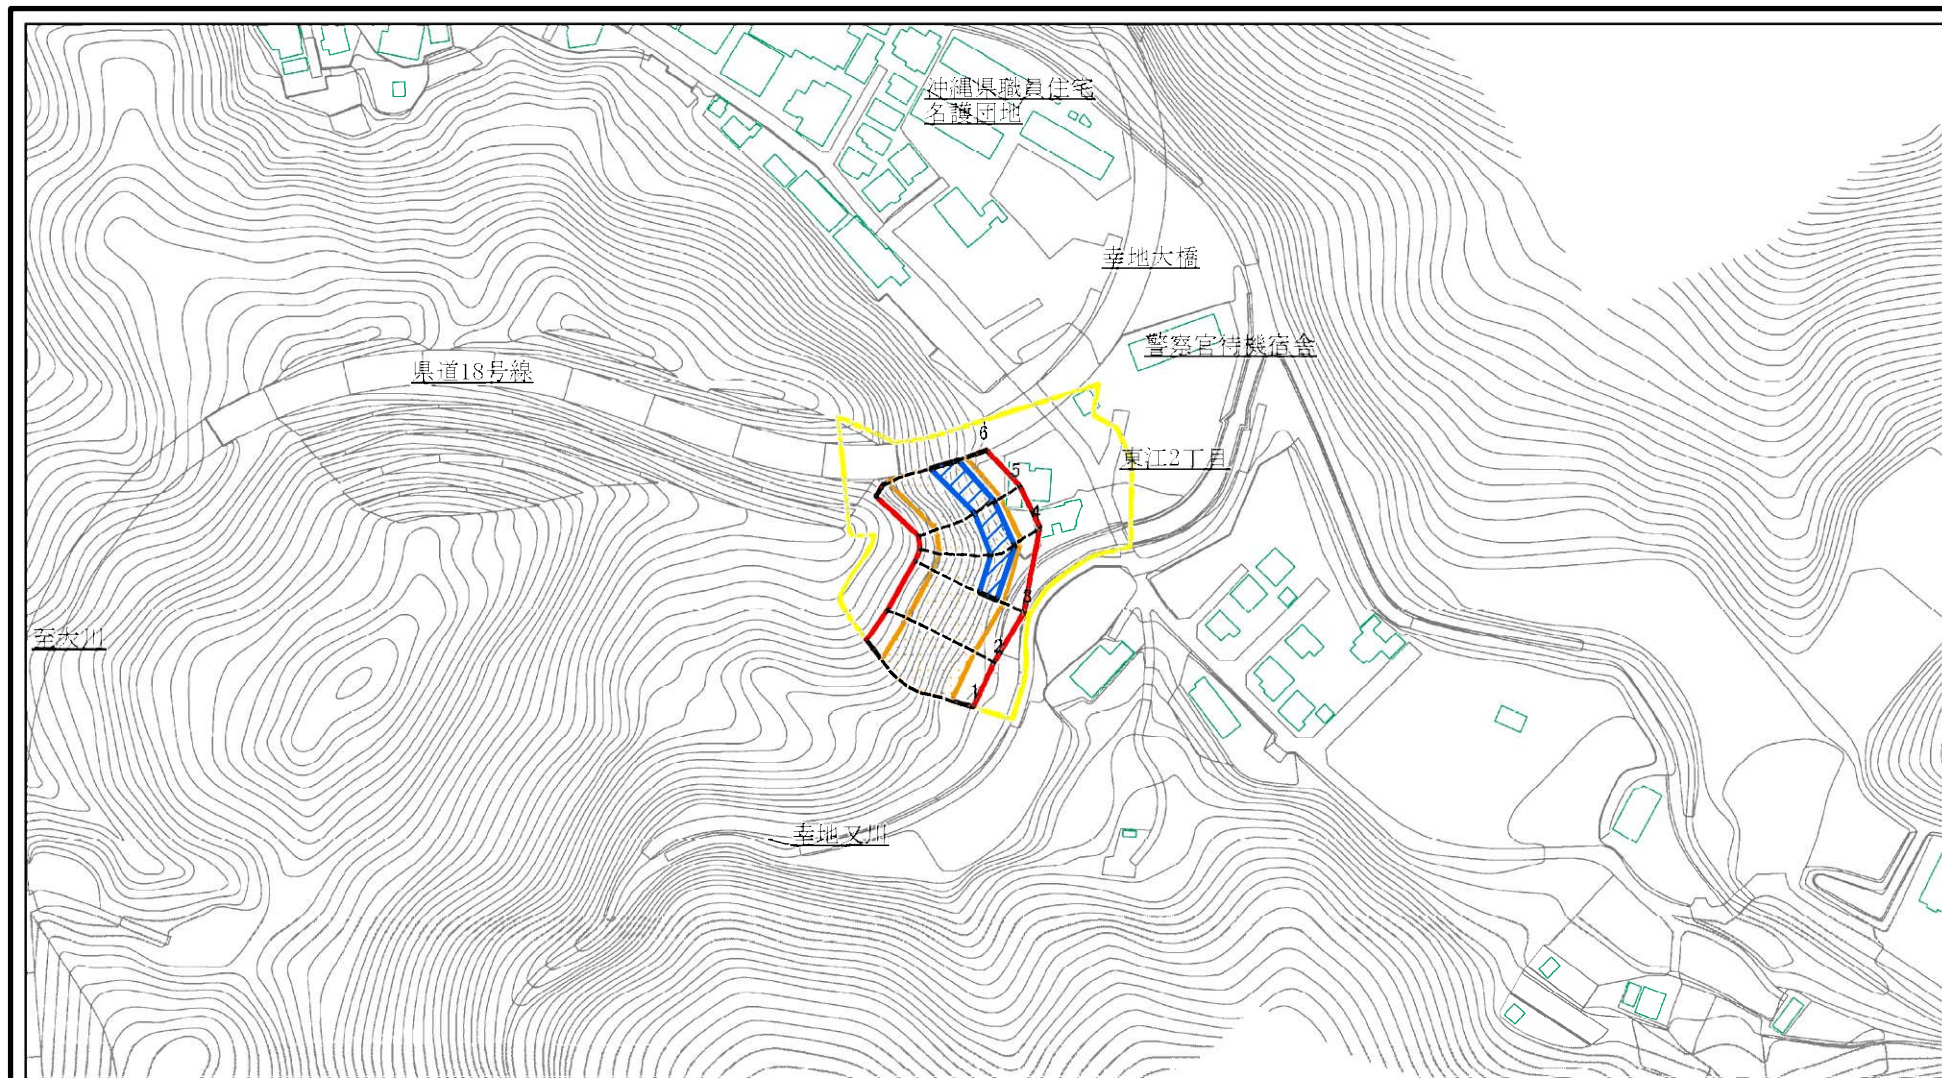 沖縄県職員住宅
名護団地
幸地大橋
警察官待機宿舎
県道18号線
6
東江2丁目
5
4
3
至大川
2
1
幸地又川